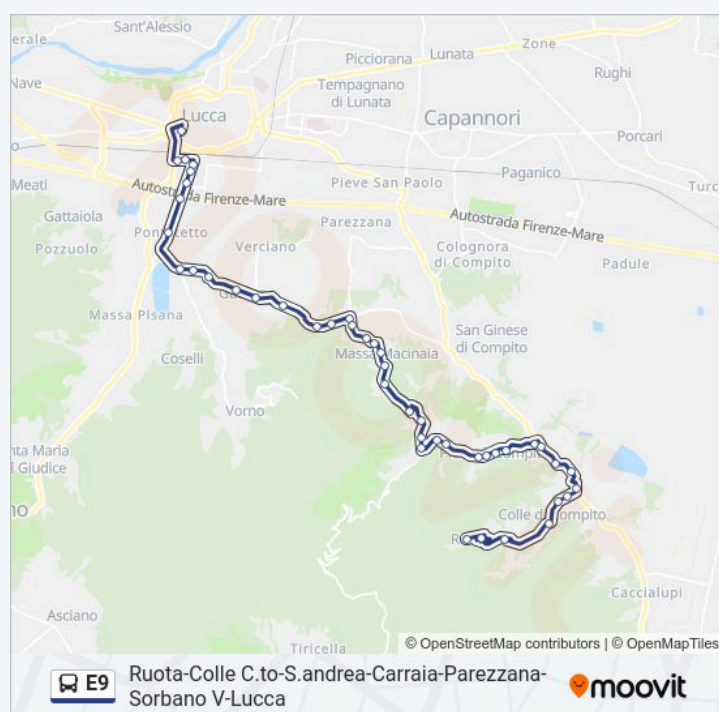 Sant'Alessio
Zone
Nave
Picciorana
Lunata
Rughi
Tempagnano
di Lunata
Lucca
Capannori
Porcari
Paganico
Meati
Autostrada Firenze-Mare
Pieve San Paolo
Gattaiola
Parezzana
Autostrada Firenze-Mare
Pozzuolo
Verciano
Colognora
di Compito
Padule
Massa Pisana
San Ginese
di Compito
Massa Macinaia
Coselli
Vorno
Colle di Compito
Caccialupi
Asciano
Tiricella
© OpenStreetMap contributors | © OpenMapTiles
E9
Ruota-Colle C.to-S.andrea-Carraia-Parezzana-
Sorbano V-Lucca
moovit